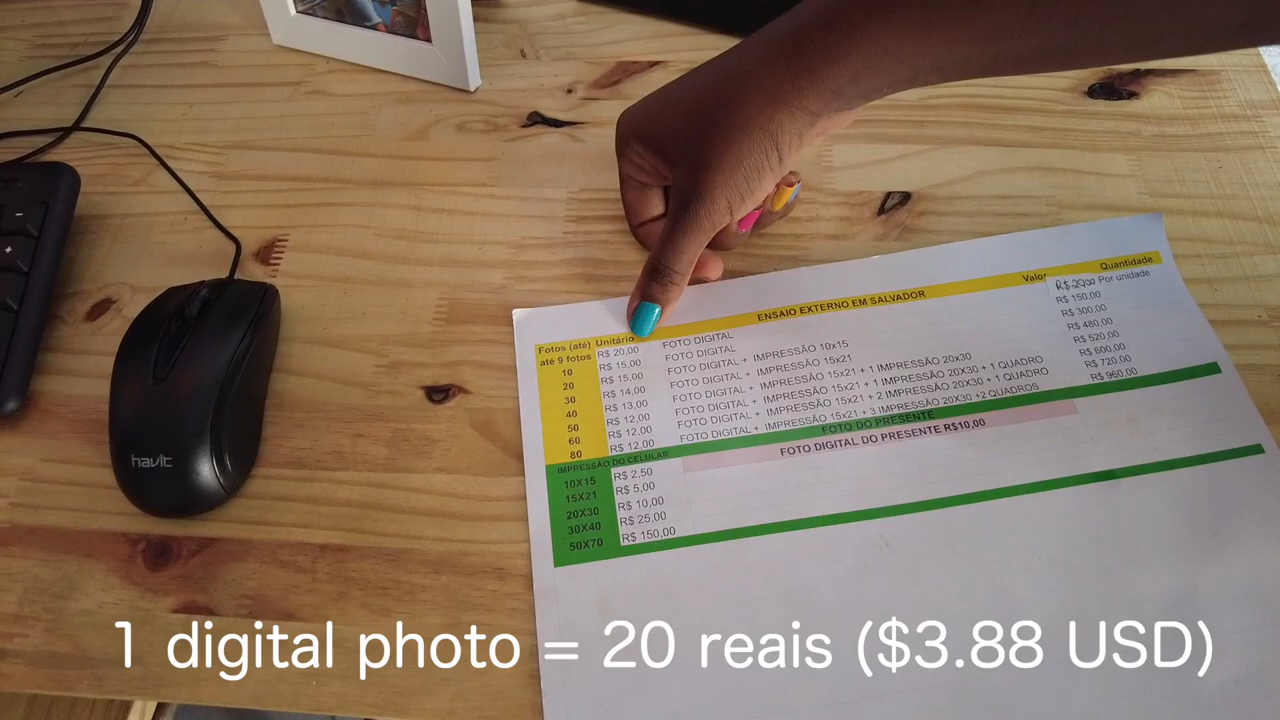 -
+
havit
ENSAIO EXTERNO EM SALVADOR Valor Quantidade
Fotos (até) Unitário
até 9 fotos R$ 20,00 FOTO DIGITAL Por unidade
10 R$ 15,00 FOTO DIGITAL R$ 150,00
20 R$ 15,00 FOTO DIGITAL + IMPRESSÃO 10x15 R$ 300,00
30 R$ 14,00 FOTO DIGITAL + IMPRESSÃO 15x21 R$ 480,00
40 R$ 13,00 FOTO DIGITAL + IMPRESSÃO 15x21 + 1 IMPRESSÃO 20x30 R$ 520,00
50 R$ 12,00 FOTO DIGITAL + IMPRESSÃO 15x21 + 1 IMPRESSÃO 20X30 + 1 QUADRO R$ 600,00
60 R$ 12,00 FOTO DIGITAL + IMPRESSÃO 15x21 + 2 IMPRESSÃO 20X30 + 1 QUADRO R$ 720,00
80 R$ 12,00 FOTO DIGITAL + IMPRESSÃO 15x21 + 3 IMPRESSÃO 20X30 +2 QUADROS R$ 960,00
FOTO DO PRESENTE
IMPRESSÃO DO CELULAR FOTO DIGITAL DO PRESENTE R$10,00
10X15 R$ 2,50
15X21 R$ 5,00
20X30 R$ 10,00
30X40 R$ 25,00
50X70 R$ 150,00
1 digital photo = 20 reais ($3.88 USD)